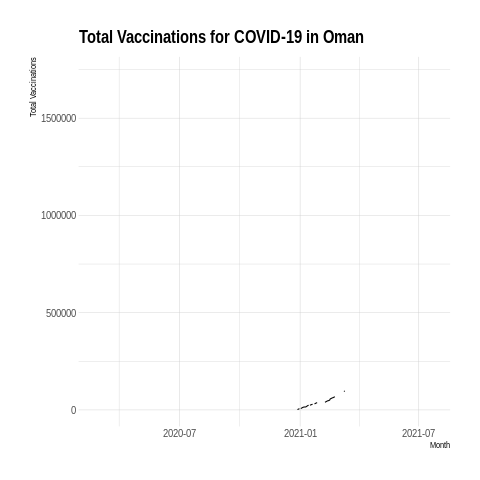 Total Vaccinations for COVID-19 in Oman
Total Vaccinations
1500000
1000000
500000
0
2020-07
2021-01
2021-07
Month